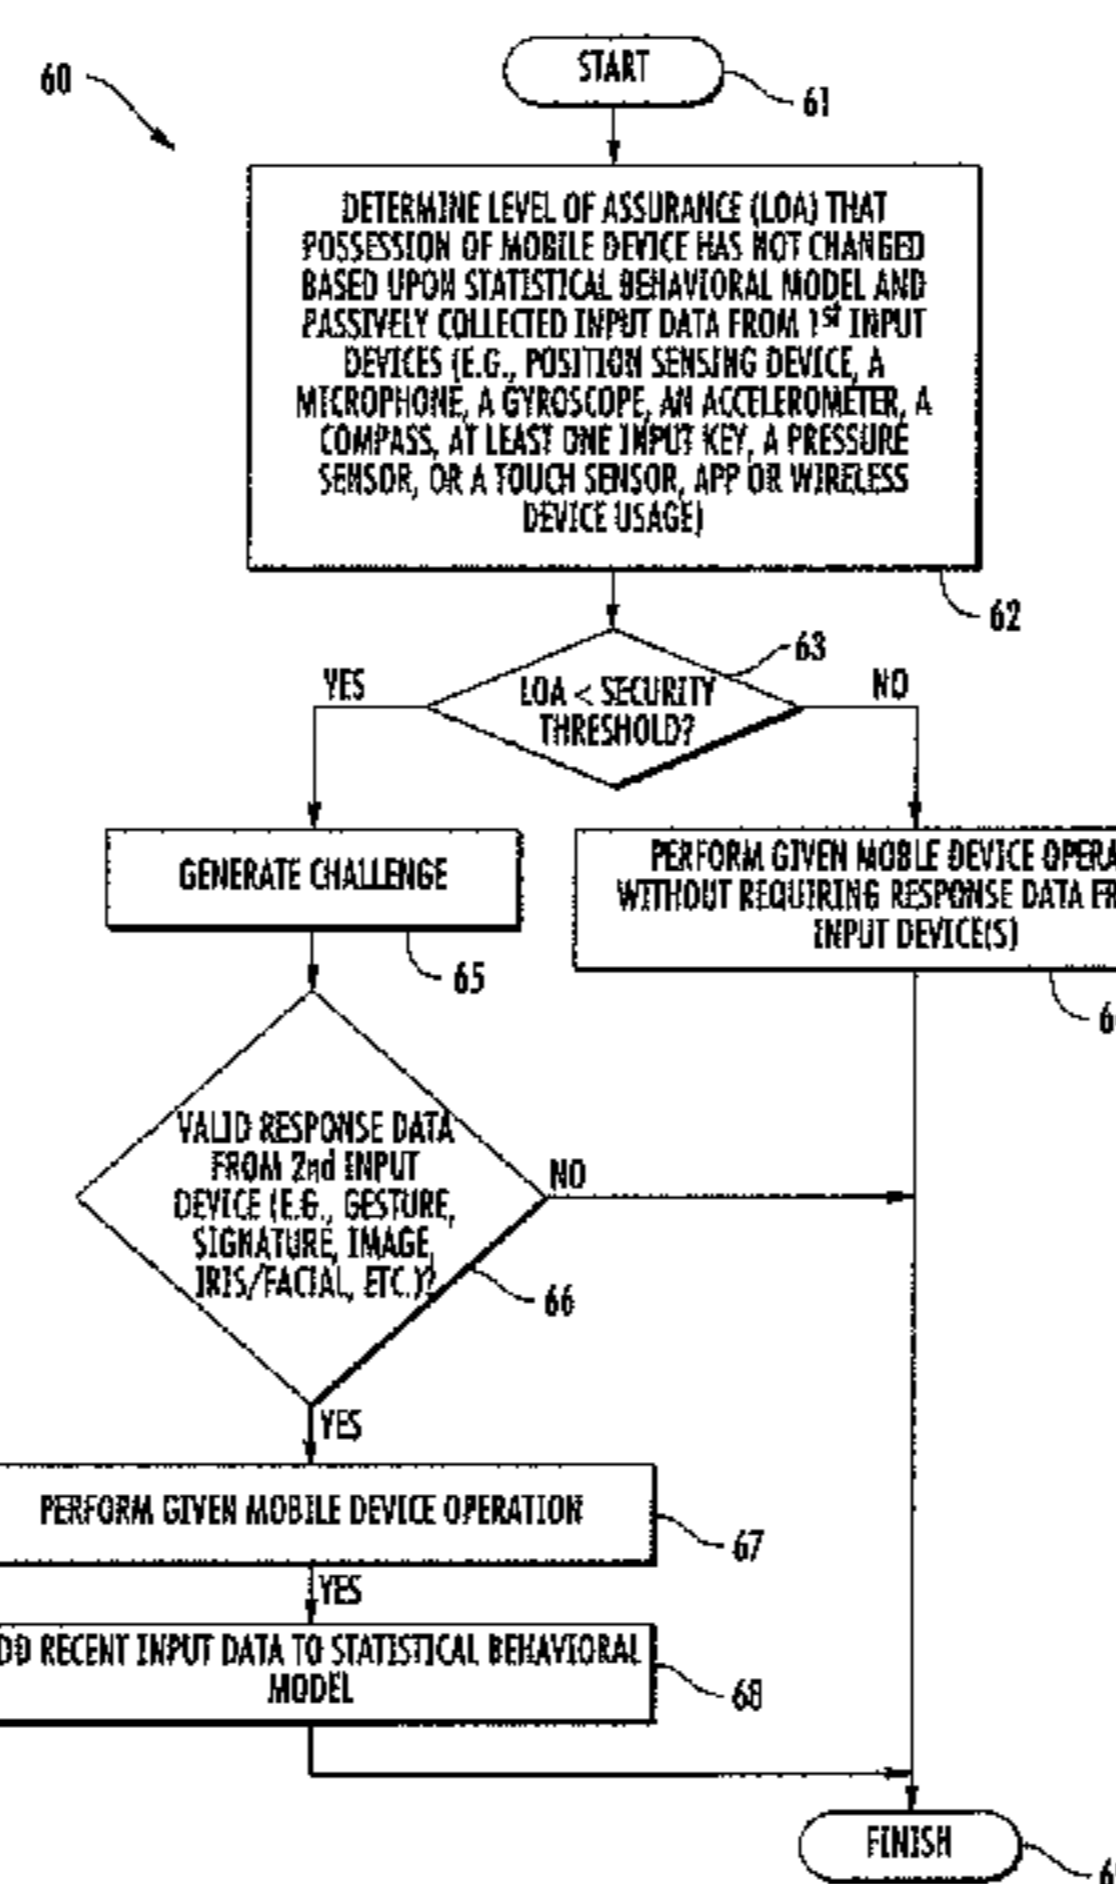 60
START
61
DETERMINE LEVEL OF ASSURANCE (LOA) THAT
POSSESSION OF MOBILE DEVICE HAS NOT CHANGED
BASED UPON STATISTICAL BEHAVIORAL MODEL AND
PASSIVELY COLLECTED INPUT DATA FROM 1st INPUT
DEVICES (E.G., POSITION SENSING DEVICE, A
MICROPHONE, A GYROSCOPE, AN ACCELEROMETER, A
COMPASS, AT LEAST ONE INPUT KEY, A PRESSURE
SENSOR, OR A TOUCH SENSOR, APP OR WIRELESS
DEVICE USAGE)
62
63
YES
LOA < SECURITY
THRESHOLD?
NO
GENERATE CHALLENGE
65
PERFORM GIVEN MOBLE DEVICE
WITHOUT REQUIRING RESPONSE DATA
INPUT DEVICE(S)
VALID RESPONSE DATA
FROM 2nd INPUT
DEVICE (E.G., GESTURE,
SIGNATURE, IMAGE,
IRIS/FACIAL, ETC.)?
NO
66
YES
PERFORM GIVEN MOBILE DEVICE OPERATION
67
YES
RECENT INPUT DATA TO STATISTICAL BEHAVIORAL
MODEL
68
FINISH